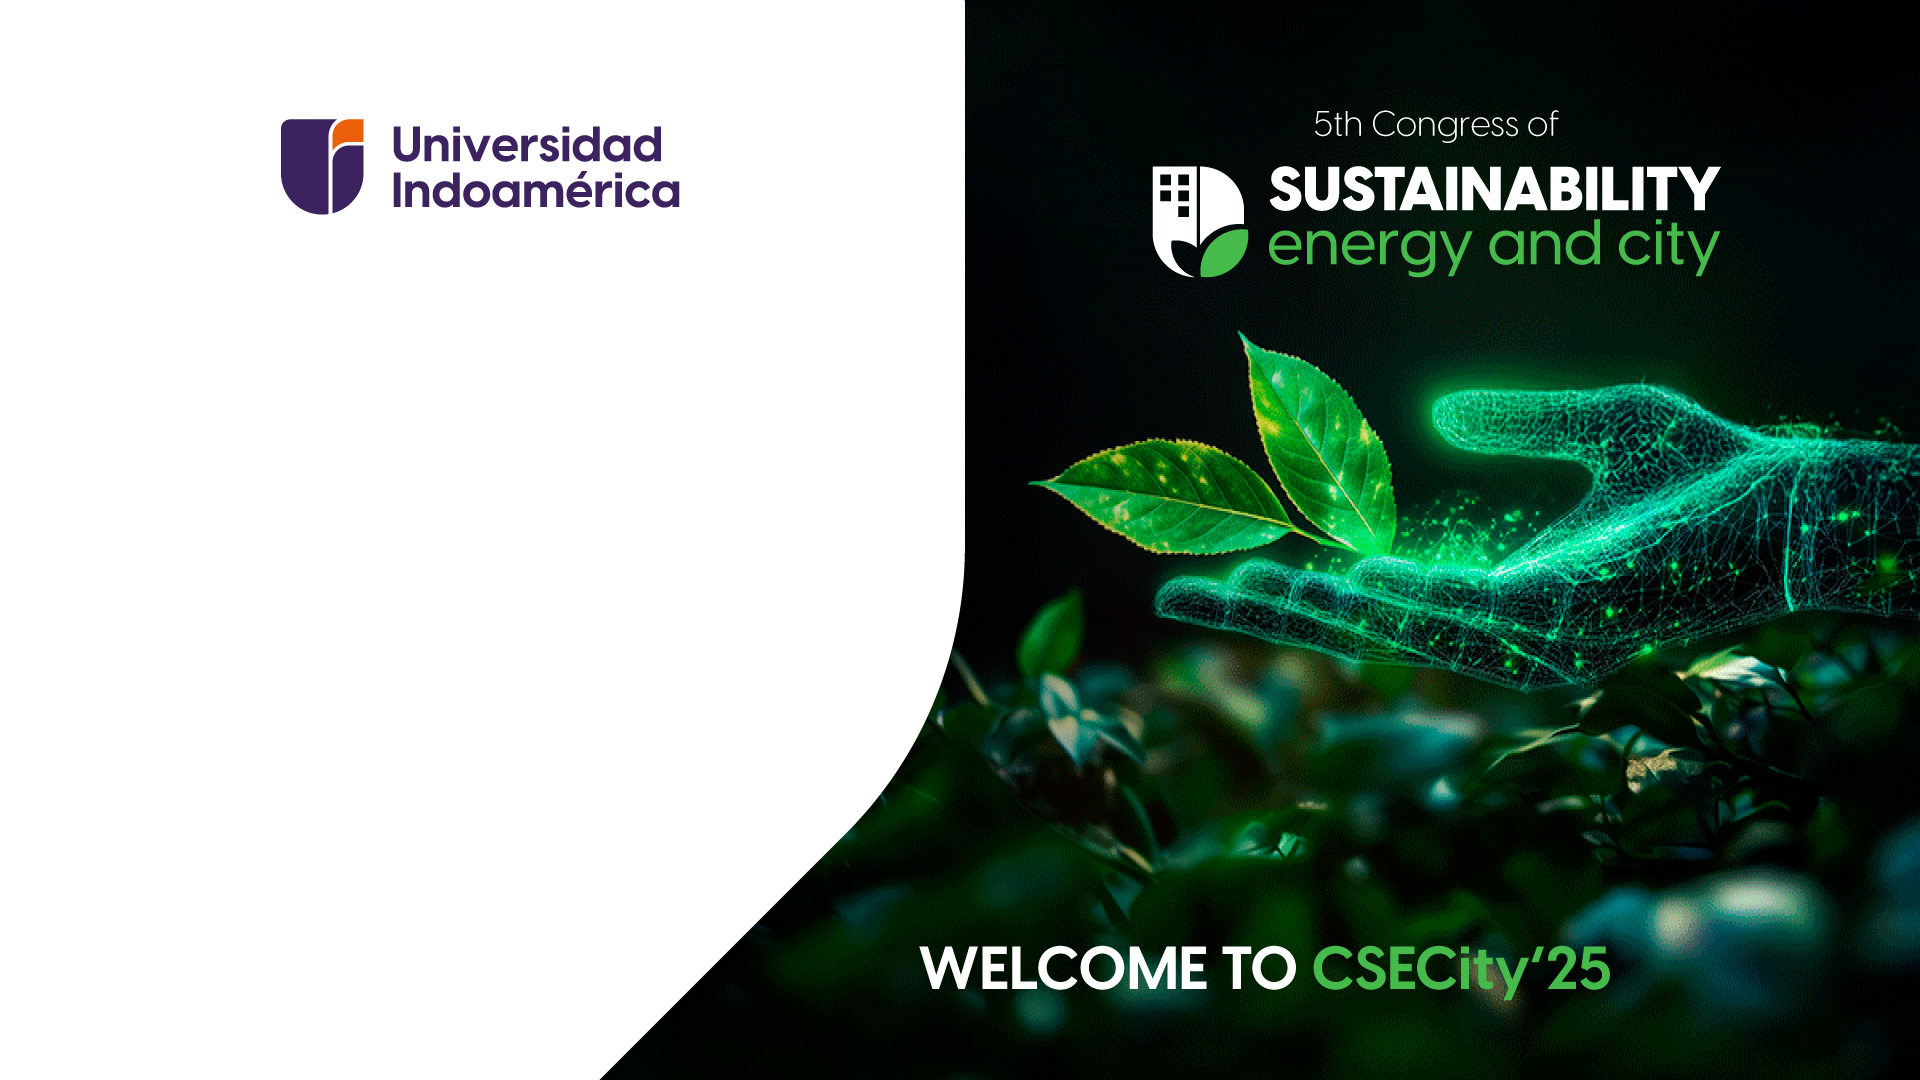 Universidad
Indoamérica
5th Congress of
SUSTAINABILITY
energy and city
WELCOME TO CSECity‘25